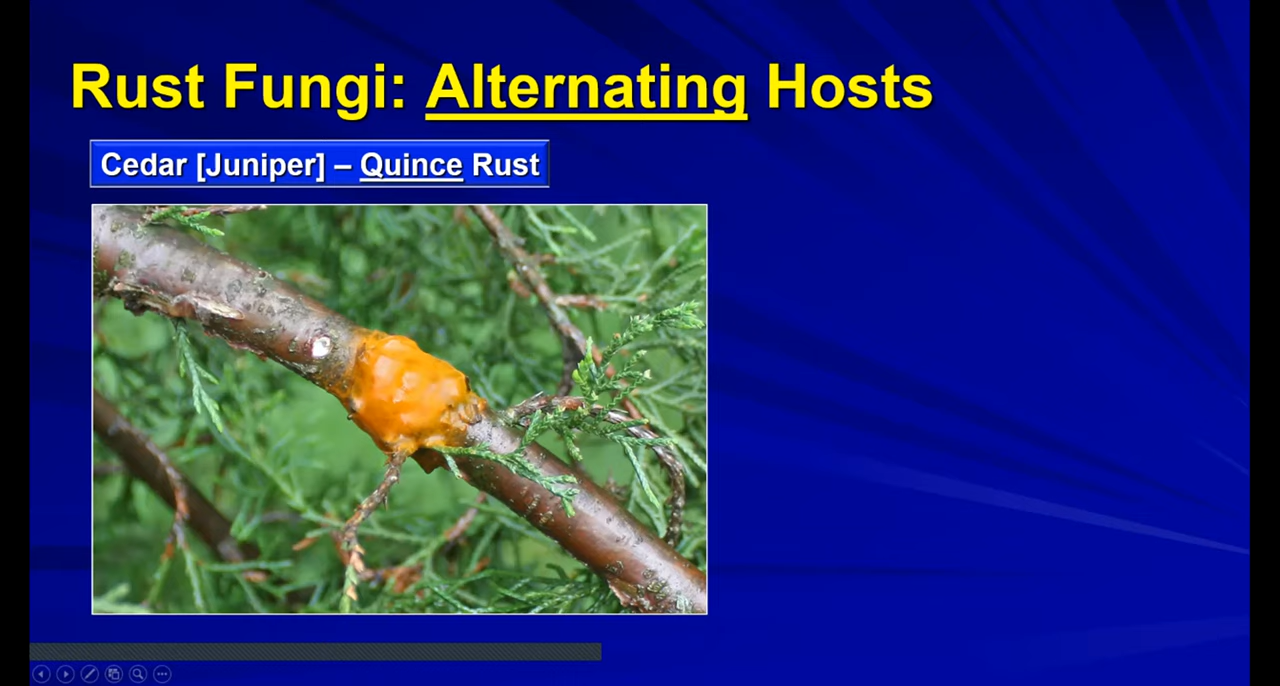 Rust Fungi: Alternating Hosts
Cedar [Juniper] – Quince Rust